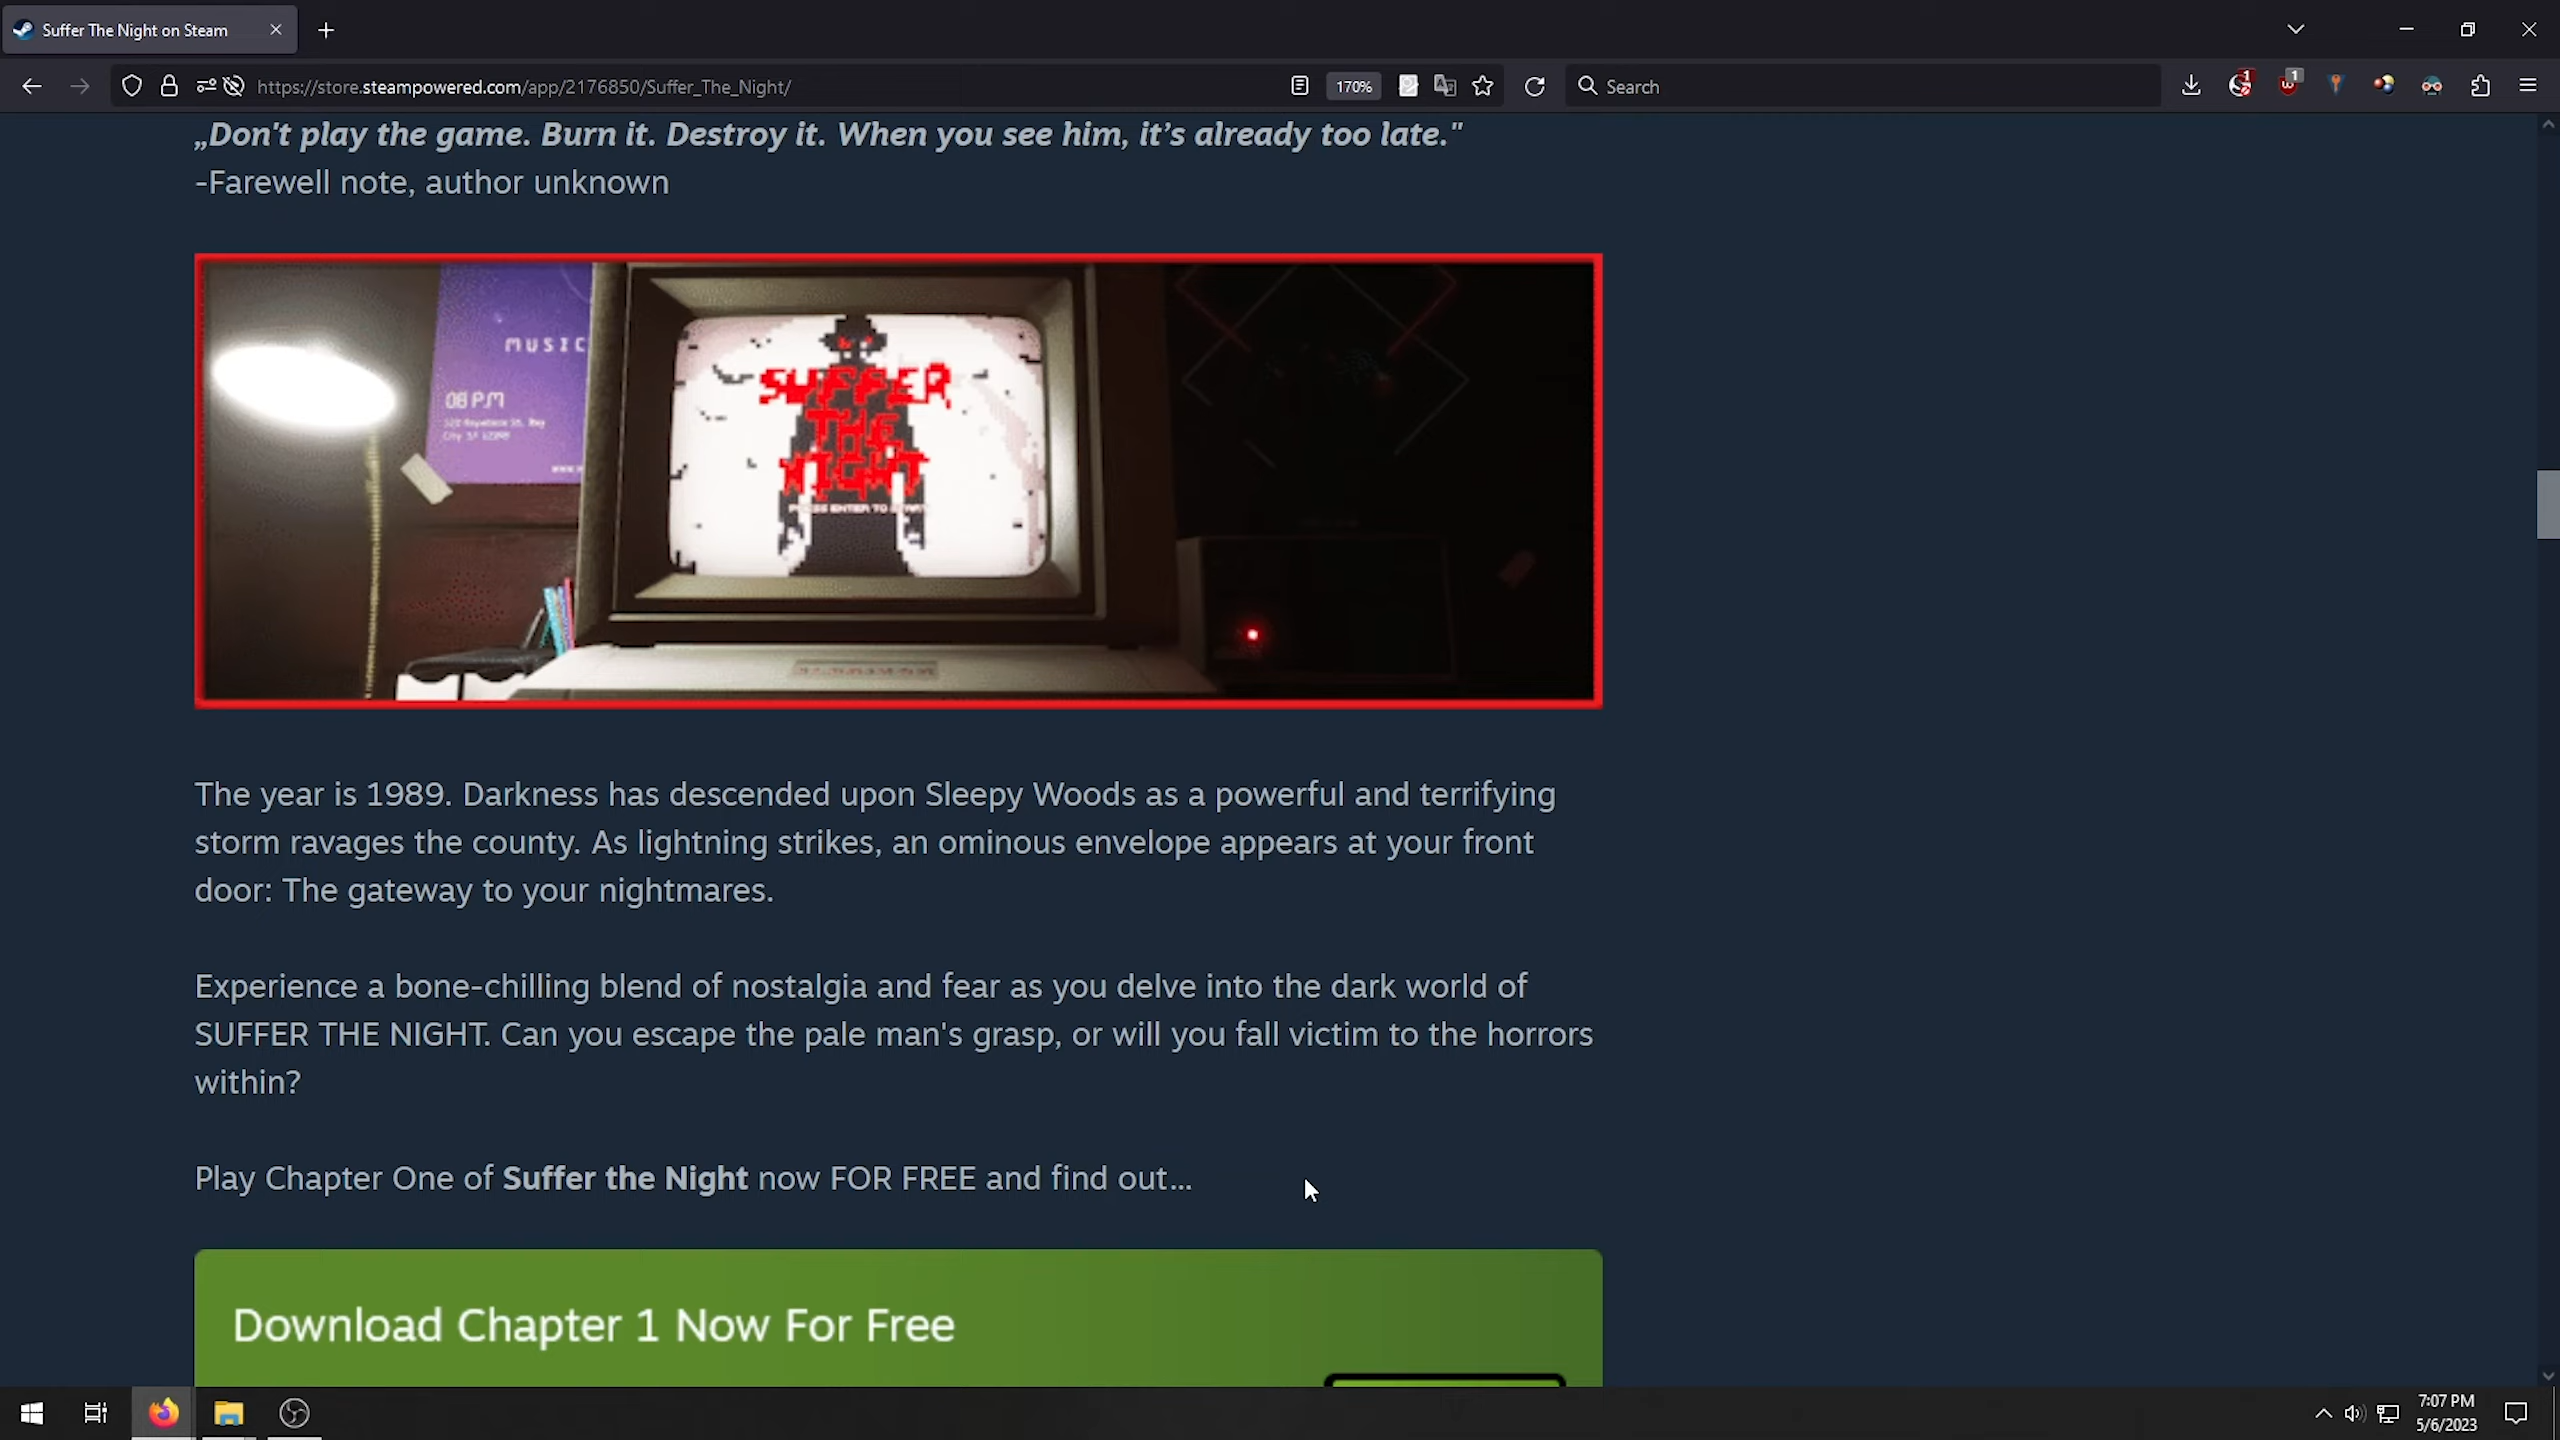 Suffer The Night on Steam
https://store.steampowered.com/app/2176850/Suffer_The_Night/
170%
Search
1
1
„Don't play the game. Burn it. Destroy it. When you see him, it’s already too late."
-Farewell note, author unknown
MUSIC
08 PM
SUFFER
THE
NIGHT
PRESS ENTER TO START
The year is 1989. Darkness has descended upon Sleepy Woods as a powerful and terrifying
storm ravages the county. As lightning strikes, an ominous envelope appears at your front
door: The gateway to your nightmares.
Experience a bone-chilling blend of nostalgia and fear as you delve into the dark world of
SUFFER THE NIGHT. Can you escape the pale man's grasp, or will you fall victim to the horrors
within?
Play Chapter One of Suffer the Night now FOR FREE and find out...
Download Chapter 1 Now For Free
7:07 PM
5/6/2023